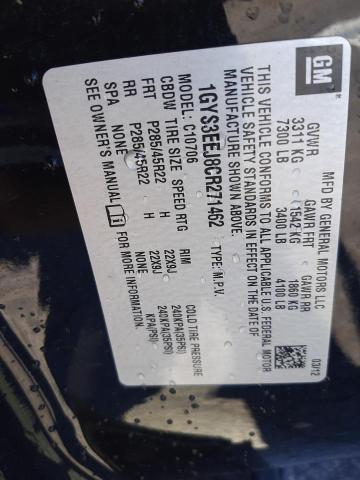 GM
MFD BY GENERAL MOTORS LLC
03/12
GVWR GAWR FRT GAWR RR
3311 KG 1542 KG 1860 KG
7300 LB 3400 LB 4100 LB
THIS VEHICLE CONFORMS TO ALL APPLICABLE U.S. FEDERAL MOTOR
VEHICLE SAFETY STANDARDS IN EFFECT ON THE DATE OF
MANUFACTURE SHOWN ABOVE.
1GYS3EEJ8CR271462 TYPE: M.P.V.
MODEL: C10706
CBDW TIRE SIZE SPEED RTG RIM COLD TIRE PRESSURE
FRT P285/45R22 H 22X9J 240KPA(35PSI)
RR P285/45R22 H 22X9J 240KPA(35PSI)
SPA NONE NONE KPA(PSI)
SEE OWNER'S MANUAL